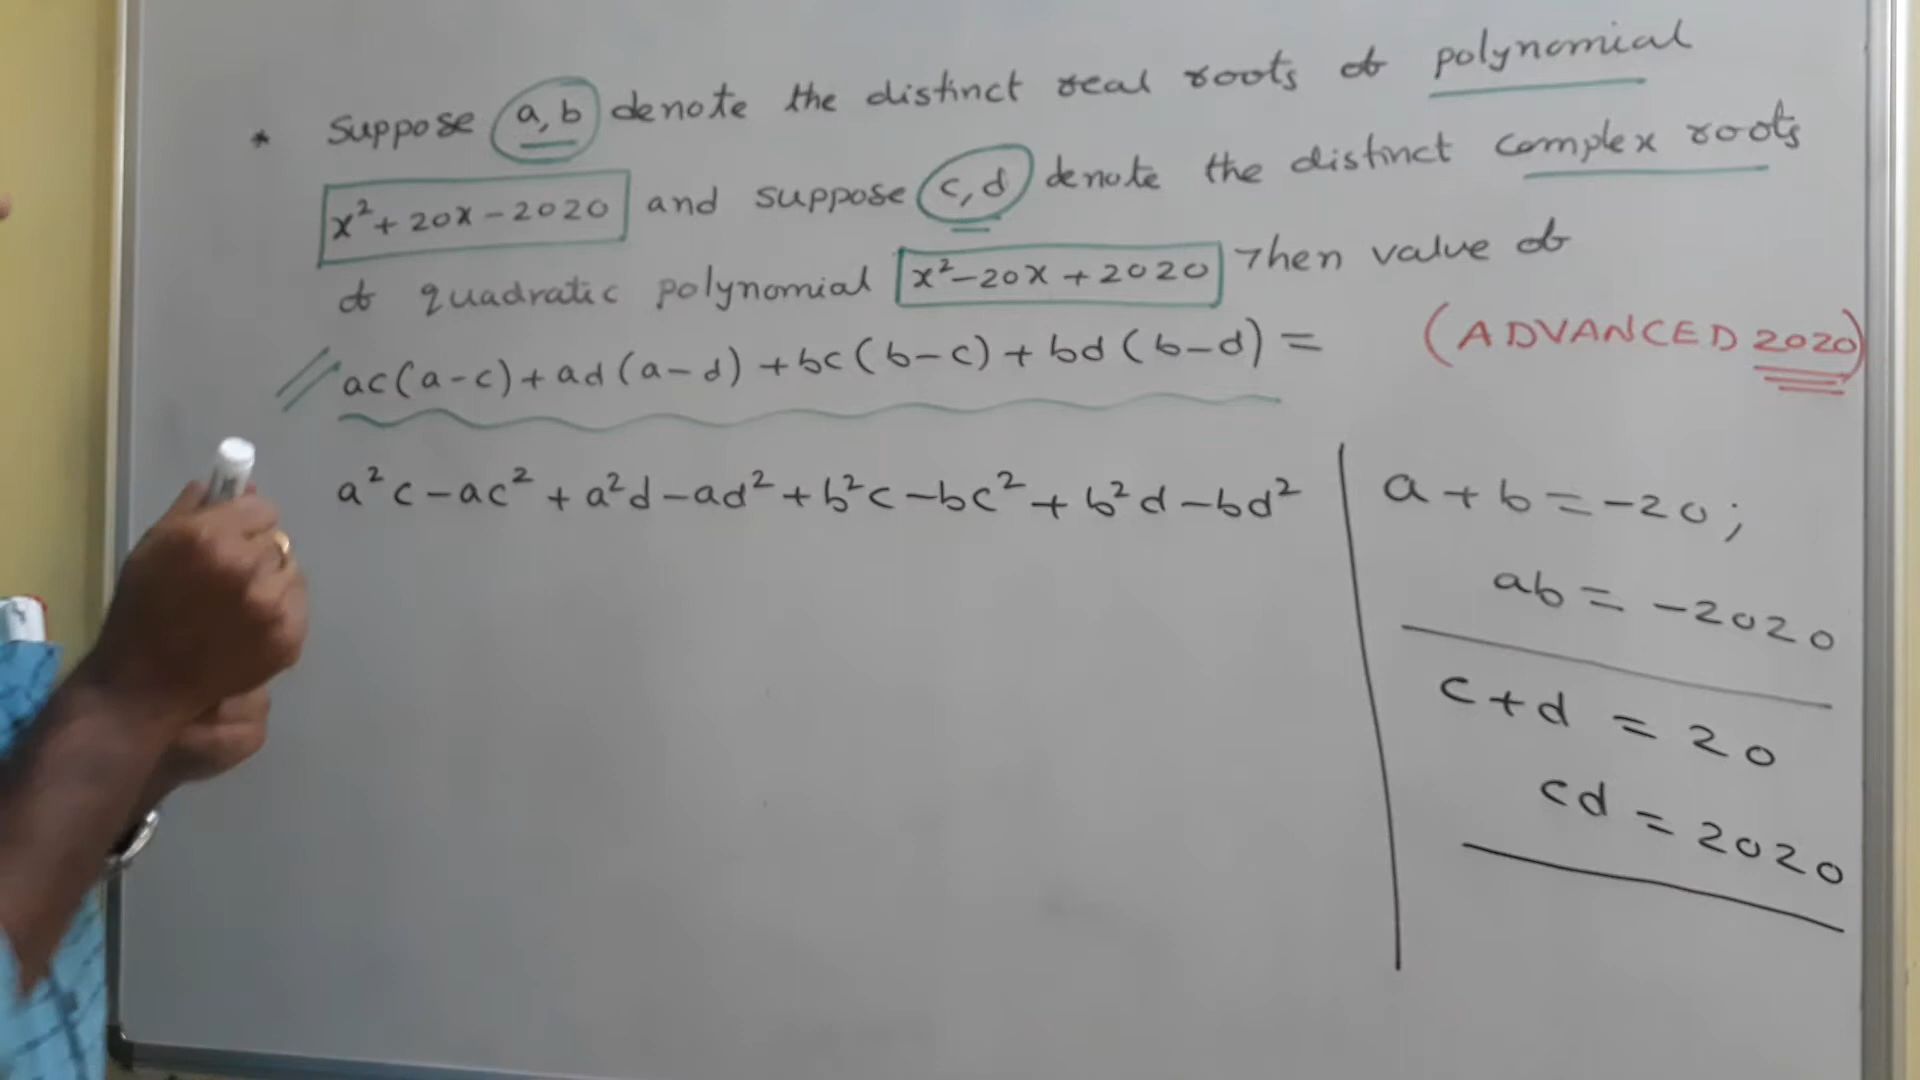 * Suppose a, b denote the distinct real roots of polynomial
x² + 20x - 2020 and suppose c, d denote the distinct complex roots
of quadratic polynomial x² - 20x + 2020 Then value of
ac(a-c) + ad(a-d) + bc(b-c) + bd(b-d) =
(ADVANCED 2020)
a²c - ac² + a²d - ad² + b²c - bc² + b²d - bd²
a + b = -20;
ab = -2020
c + d = 20
cd = 2020